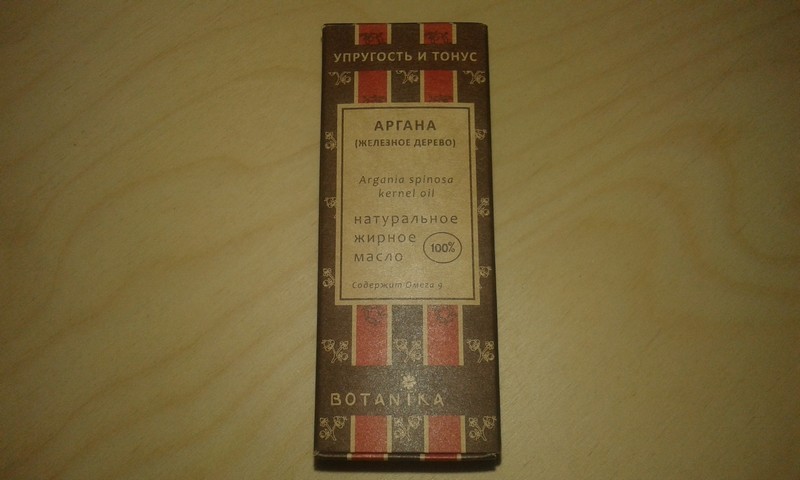 УПРУГОСТЬ И ТОНУС
АРГАНА
(ЖЕЛЕЗНОЕ ДЕРЕВО)
Argania spinosa
kernel oil
натуральное
жирное
масло
100%
Содержит Омега 9
BOTANIKA